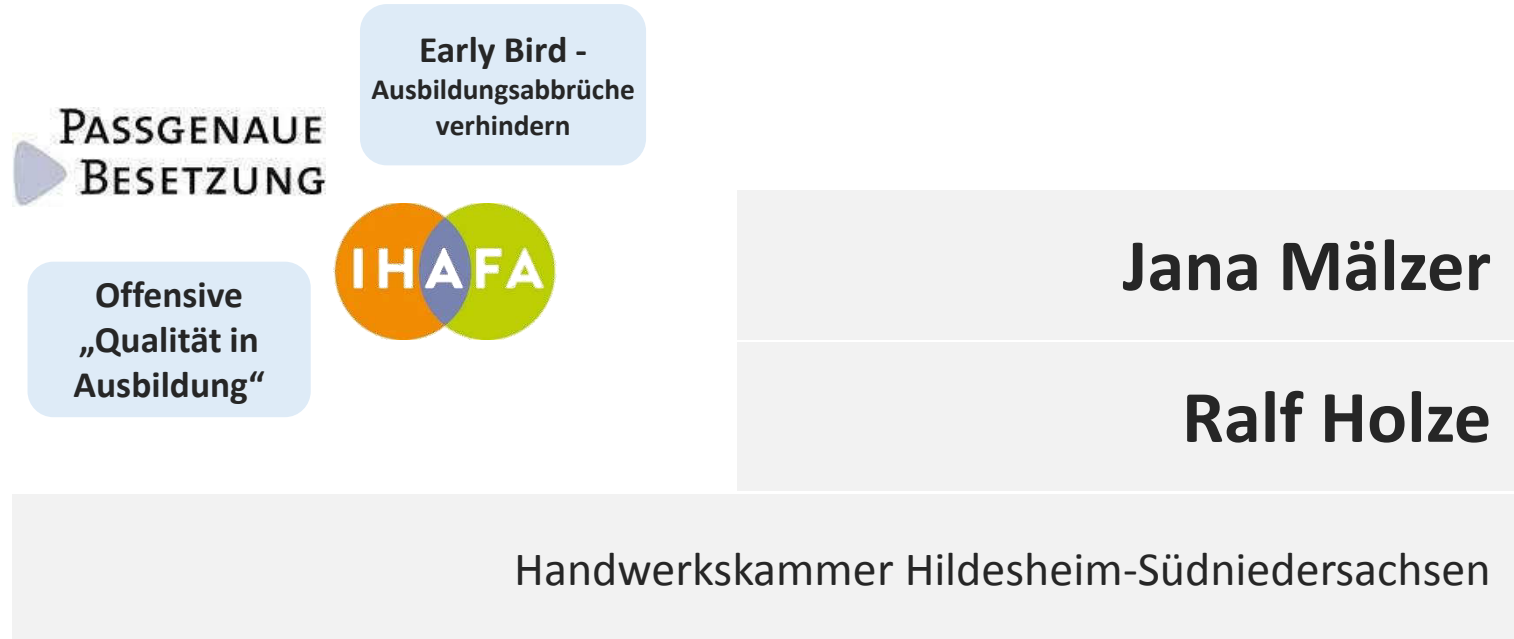 Early Bird -
Ausbildungsabbrüche
verhindern
PASSGENAUE
BESETZUNG
IHAFA
Offensive
„Qualität in
Ausbildung“
Jana Mälzer
Ralf Holze
Handwerkskammer Hildesheim-Südniedersachsen